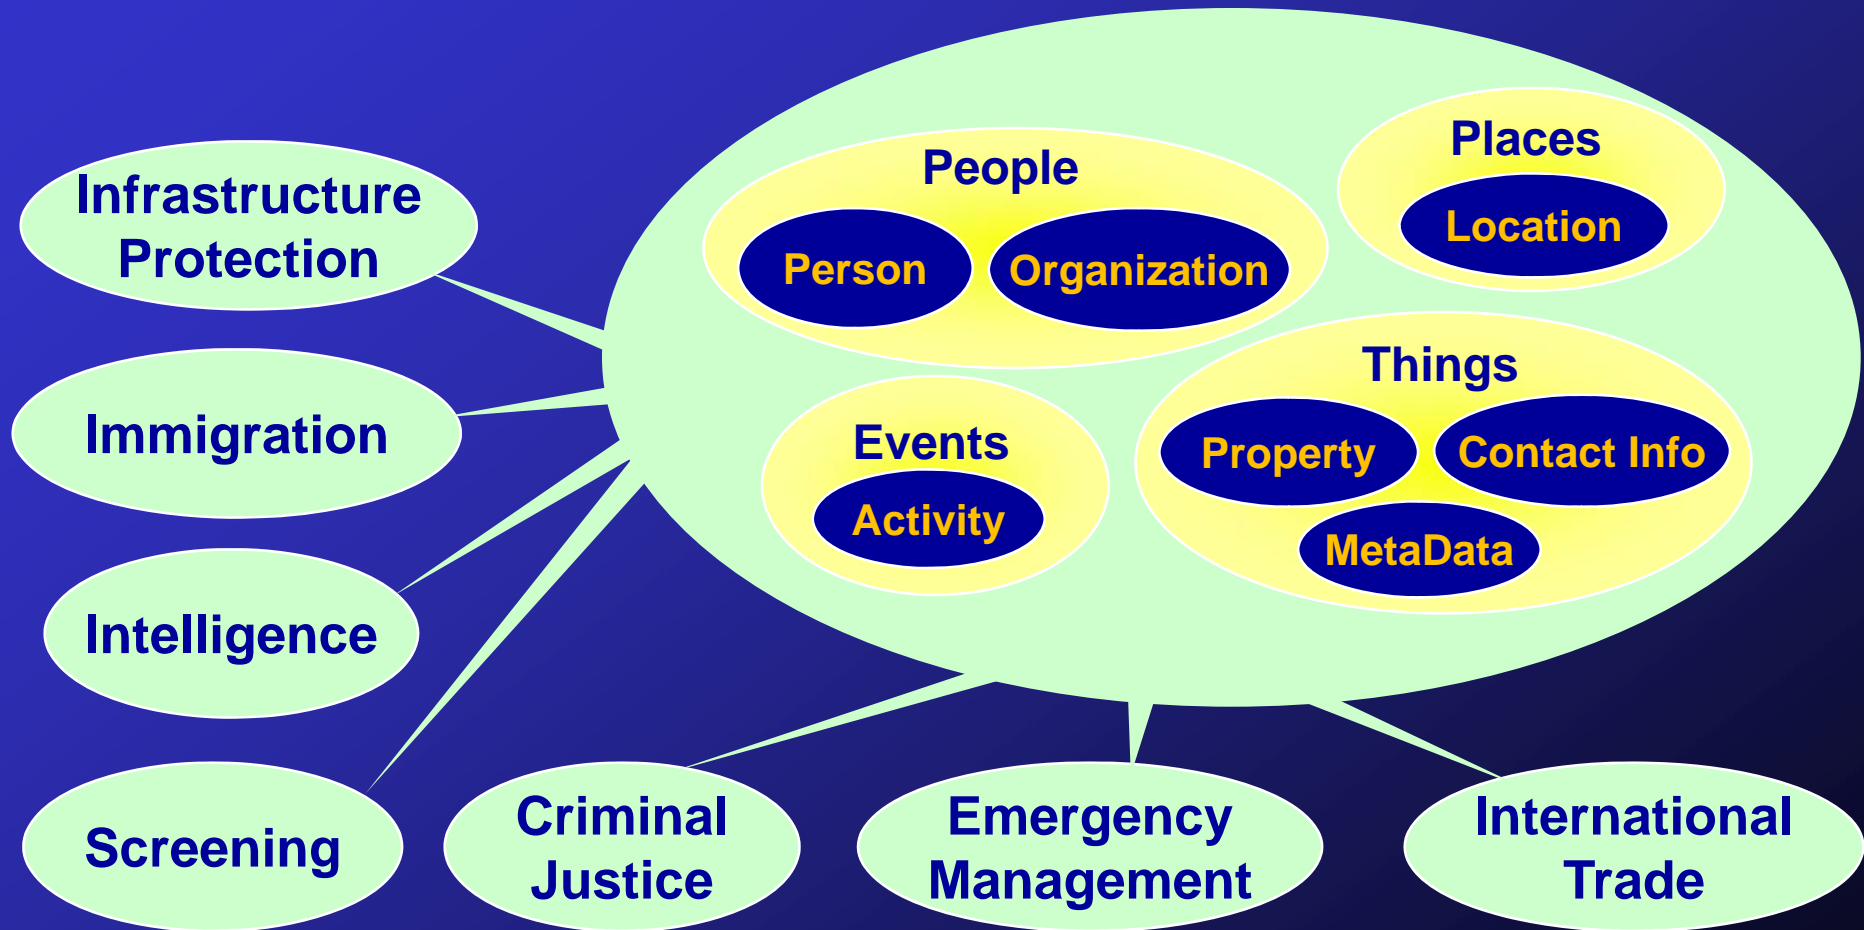 People
Person
Organization
Places
Location
Events
Activity
Things
Property
Contact Info
MetaData
Infrastructure
Protection
Immigration
Intelligence
Screening
Criminal
Justice
Emergency
Management
International
Trade